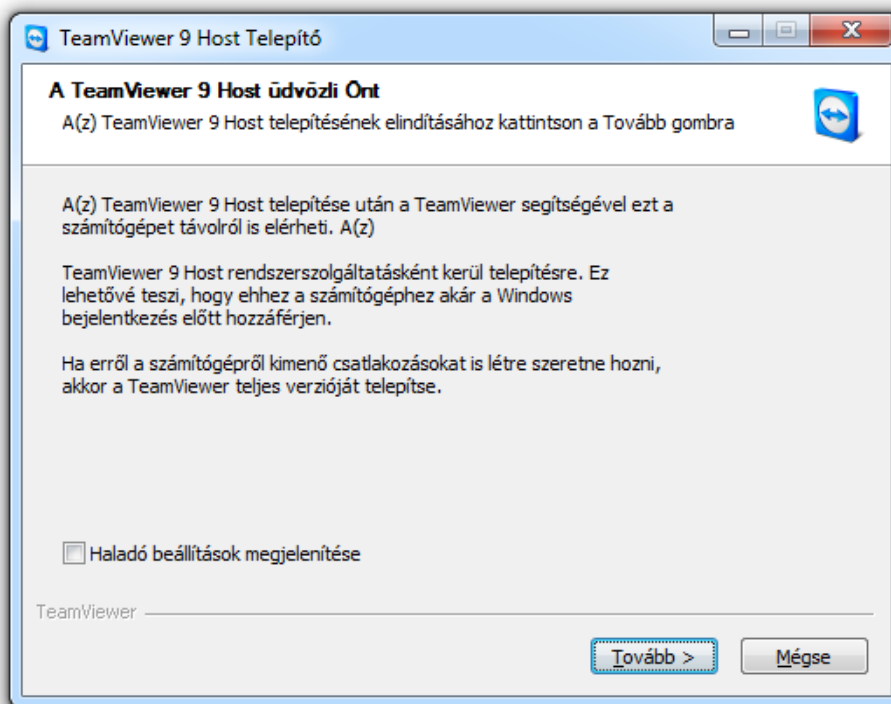 TeamViewer 9 Host Telepítő
A TeamViewer 9 Host üdvözli Önt
A(z) TeamViewer 9 Host telepítésének elindításához kattintson a Tovább gombra
A(z) TeamViewer 9 Host telepítése után a TeamViewer segítségével ezt a
számítógépet távolról is elérheti. A(z)
TeamViewer 9 Host rendszerszolgáltatásként kerül telepítésre. Ez
lehetővé teszi, hogy ehhez a számítógéphez akár a Windows
bejelentkezés előtt hozzáférjen.
Ha erről a számítógépről kimenő csatlakozásokat is létre szeretne hozni,
akkor a TeamViewer teljes verzióját telepítse.
Haladó beállítások megjelenítése
TeamViewer
Tovább >
Mégse